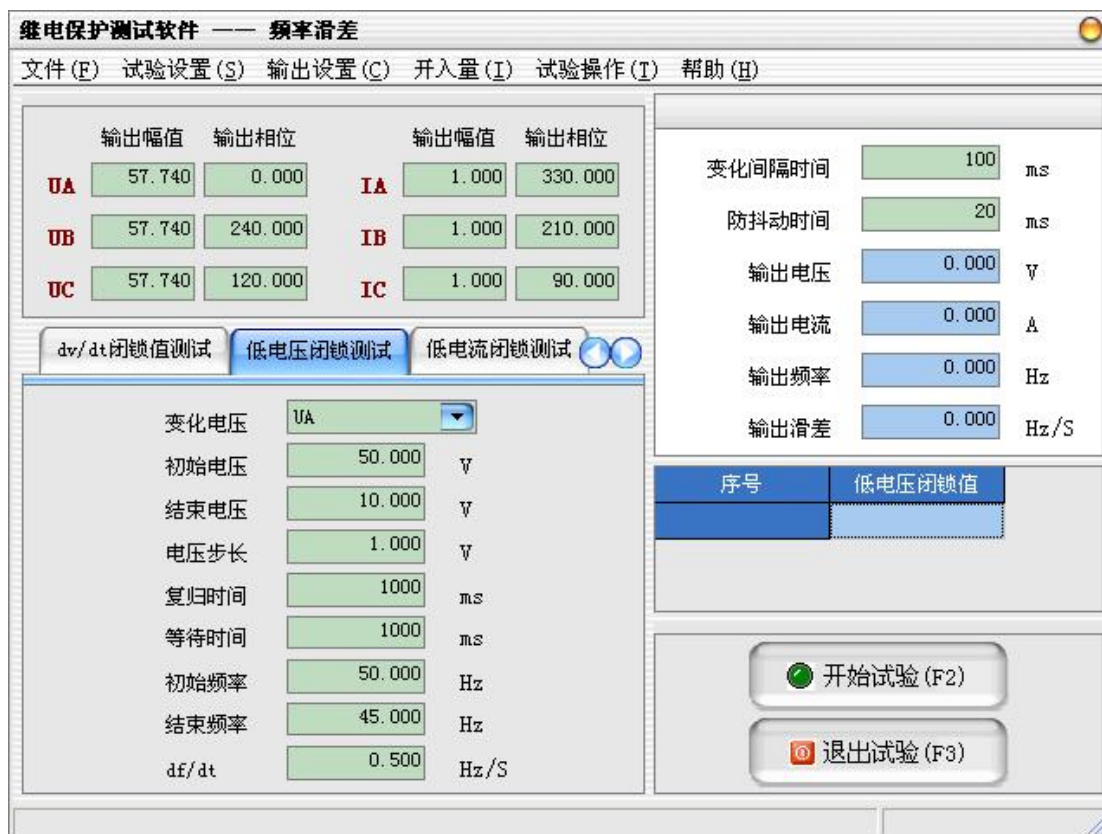 继电保护测试软件 —— 频率滑差
文件(F) 试验设置(S) 输出设置(C) 开入量(I) 试验操作(T) 帮助(H)
输出幅值 输出相位 输出幅值 输出相位
UA 57.740 0.000 IA 1.000 330.000
UB 57.740 240.000 IB 1.000 210.000
UC 57.740 120.000 IC 1.000 90.000
dv/dt闭锁值测试 低电压闭锁测试 低电流闭锁测试
变化电压 UA
初始电压 50.000 V
结束电压 10.000 V
电压步长 1.000 V
复归时间 1000 ms
等待时间 1000 ms
初始频率 50.000 Hz
结束频率 45.000 Hz
df/dt 0.500 Hz/S
变化间隔时间 100 ms
防抖动时间 20 ms
输出电压 0.000 V
输出电流 0.000 A
输出频率 0.000 Hz
输出滑差 0.000 Hz/S
序号 低电压闭锁值
开始试验(F2)
退出试验(F3)